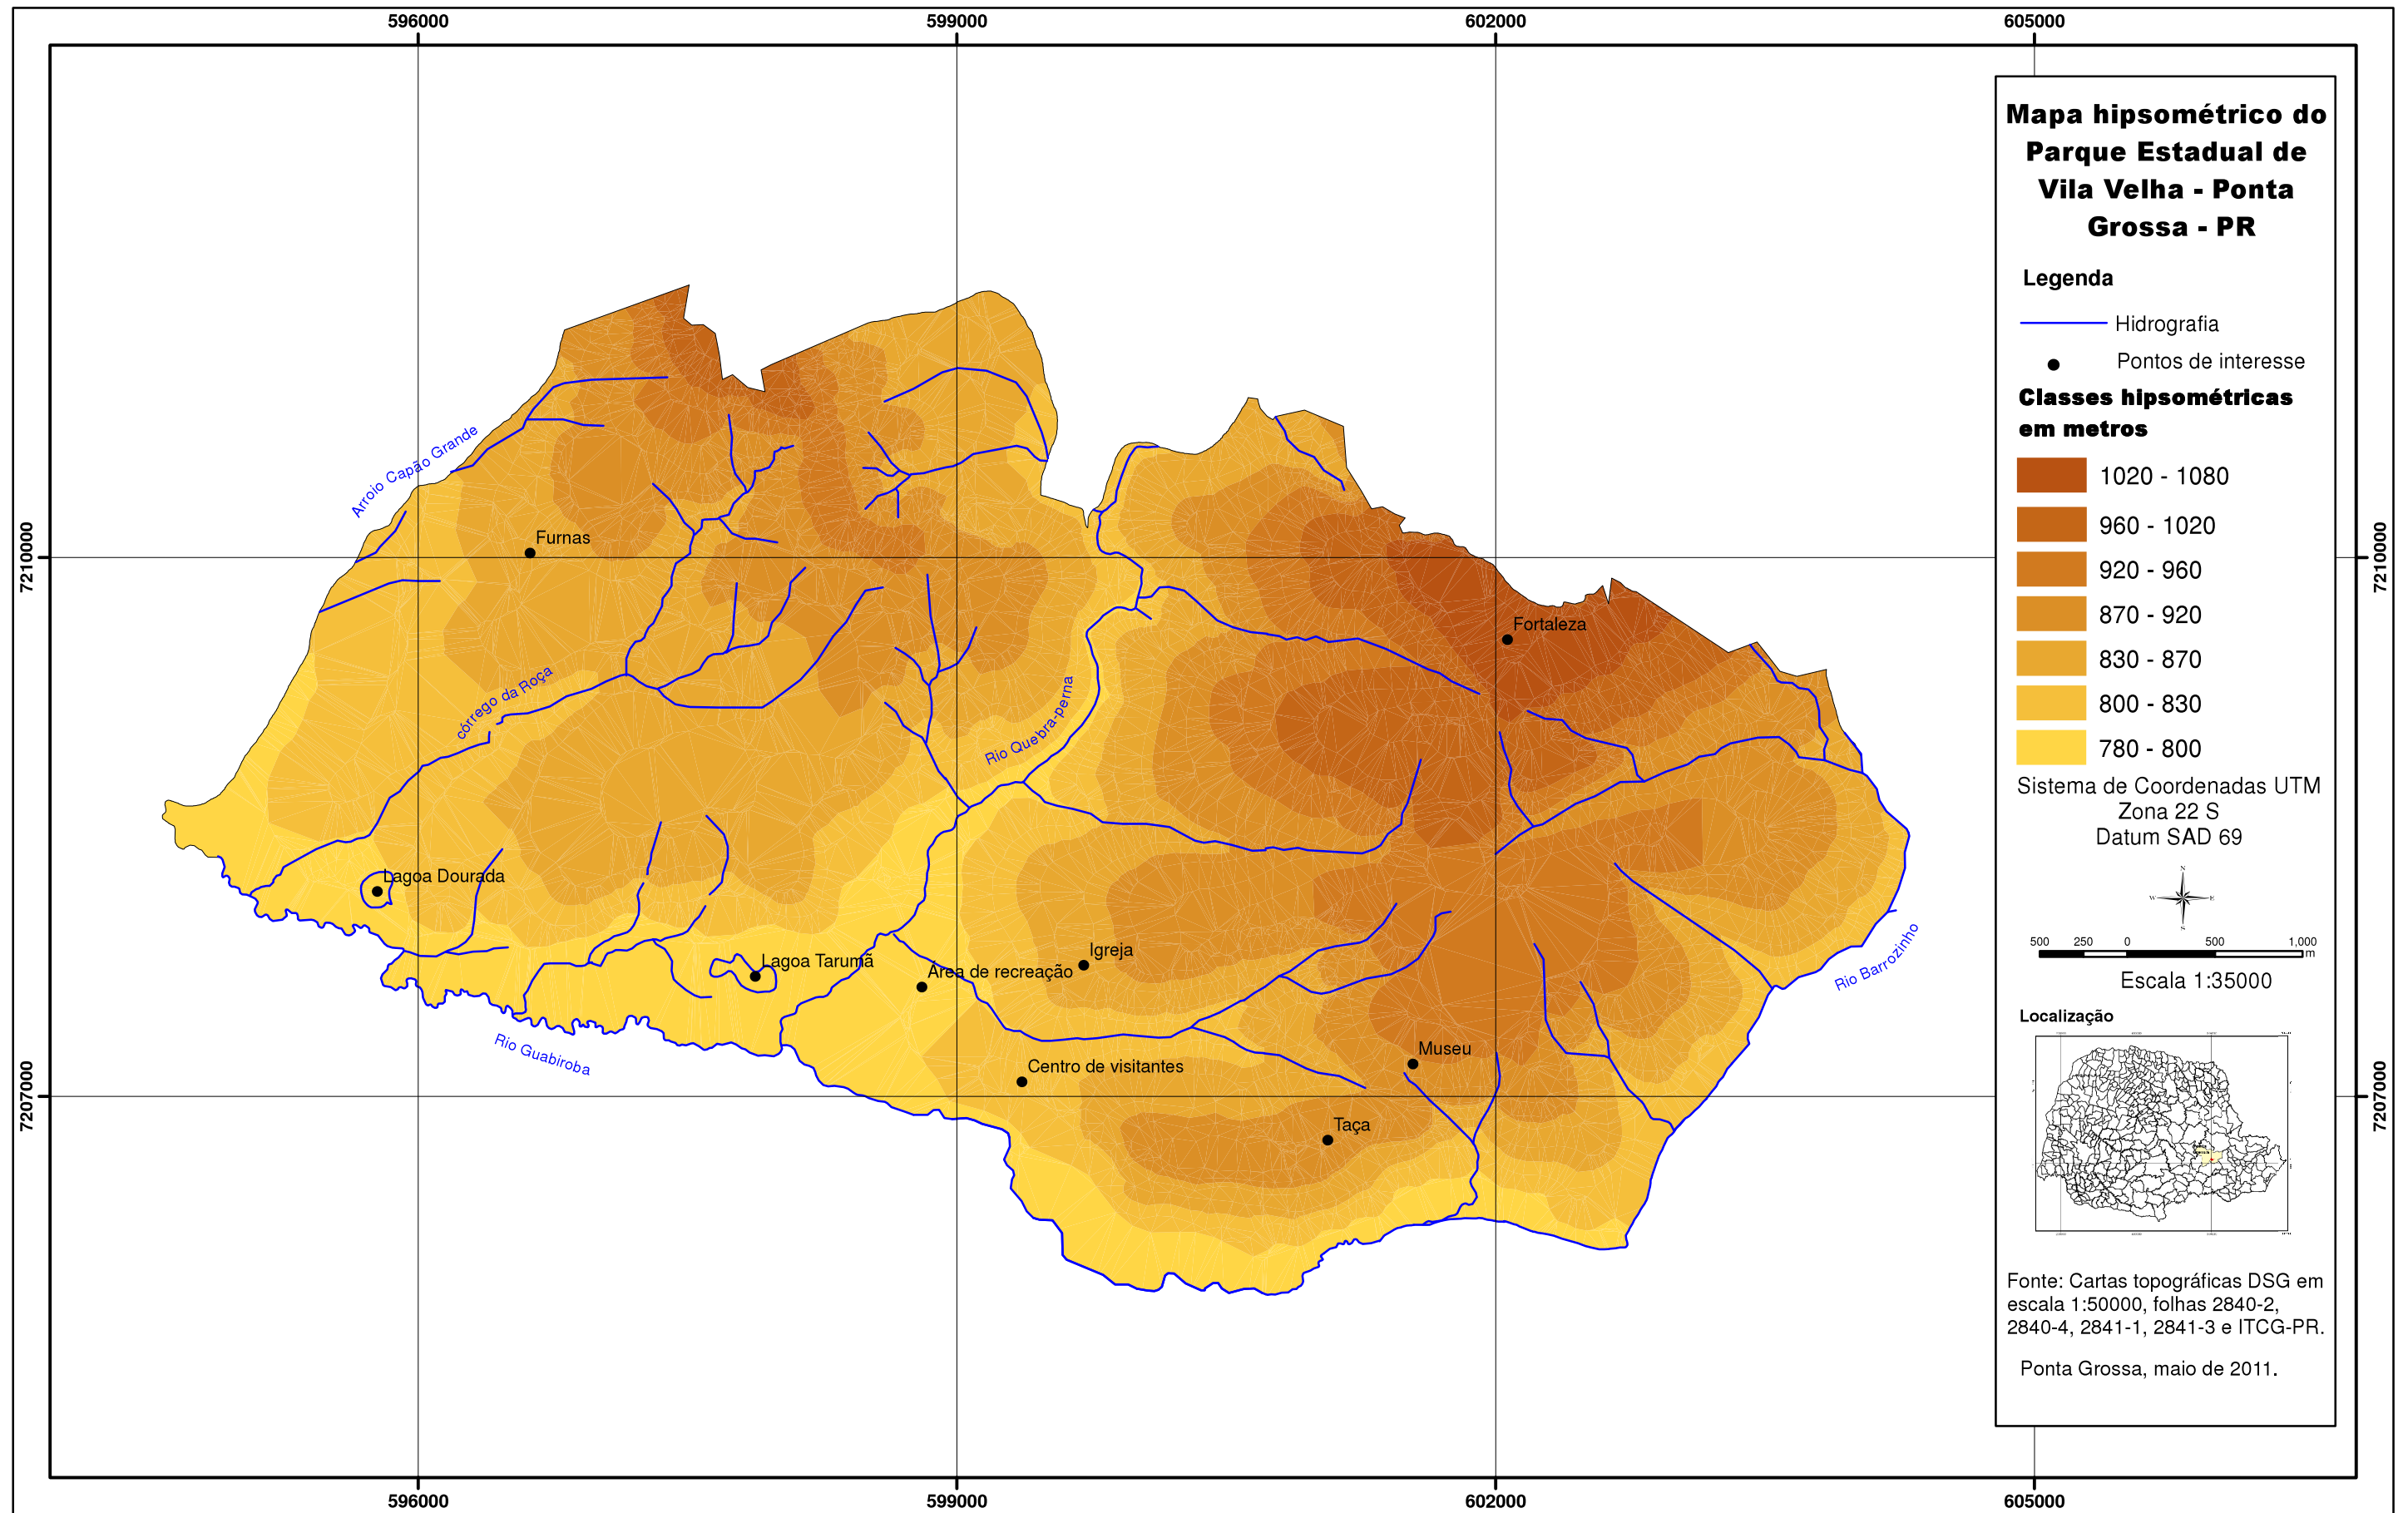 596000
599000
602000
605000
7210000
7207000
7210000
7207000
596000
599000
602000
605000
Arroio Capão Grande
Furnas
córrego da Roça
Rio Quebra-perna
Fortaleza
Lagoa Dourada
Lagoa Tarumã
Área de recreação
Igreja
Rio Barrozinho
Rio Guabiroba
Centro de visitantes
Museu
Taça
Mapa hipsométrico do
Parque Estadual de
Vila Velha - Ponta
Grossa - PR
Legenda
Hidrografia
Pontos de interesse
Classes hipsométricas
em metros
1020 - 1080
960 - 1020
920 - 960
870 - 920
830 - 870
800 - 830
780 - 800
Sistema de Coordenadas UTM
Zona 22 S
Datum SAD 69
N
W E
S
500 250 0 500 1,000
m
Escala 1:35000
Localização
Fonte: Cartas topográficas DSG em
escala 1:50000, folhas 2840-2,
2840-4, 2841-1, 2841-3 e ITCG-PR.
Ponta Grossa, maio de 2011.